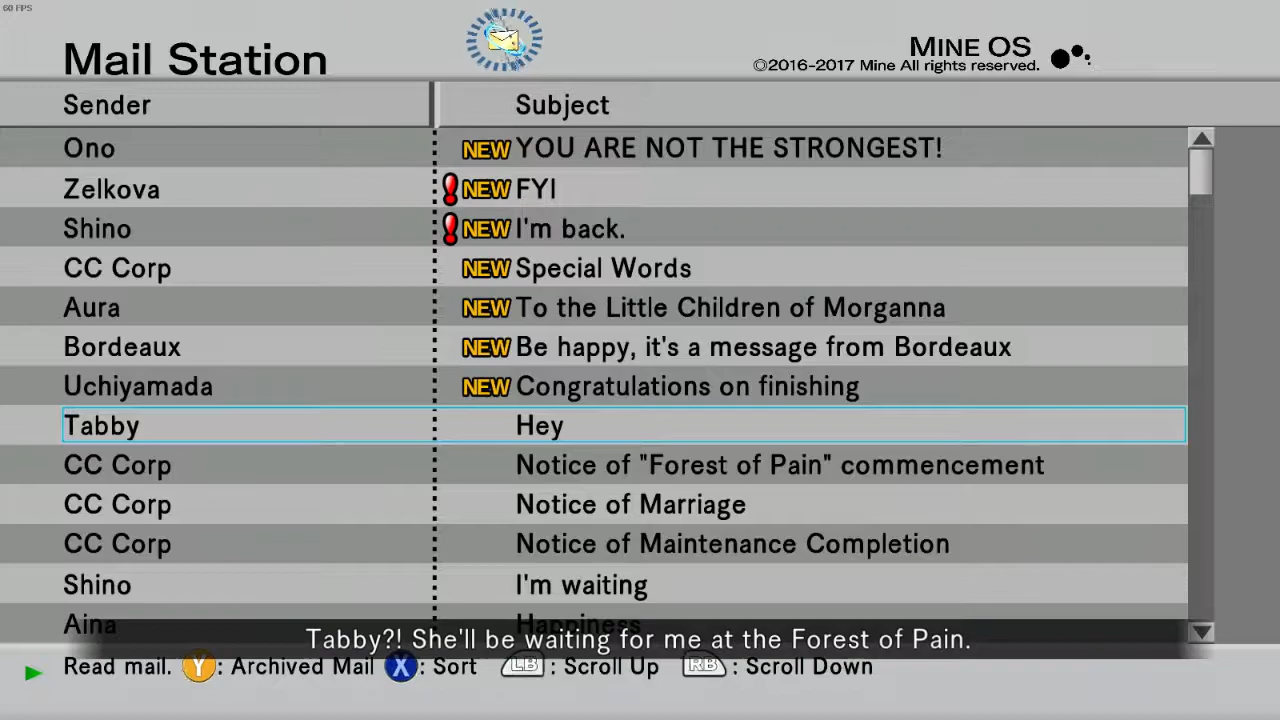 60 FPS
Mail Station
MINE OS
©2016-2017 Mine All rights reserved.
Sender Subject
Ono NEW YOU ARE NOT THE STRONGEST!
Zelkova NEW FYI
Shino NEW I'm back.
CC Corp NEW Special Words
Aura NEW To the Little Children of Morganna
Bordeaux NEW Be happy, it's a message from Bordeaux
Uchiyamada NEW Congratulations on finishing
Tabby Hey
CC Corp Notice of "Forest of Pain" commencement
CC Corp Notice of Marriage
CC Corp Notice of Maintenance Completion
Shino I'm waiting
Aina Happiness
Tabby?! She'll be waiting for me at the Forest of Pain.
Read mail. Y: Archived Mail X: Sort LB: Scroll Up RB: Scroll Down